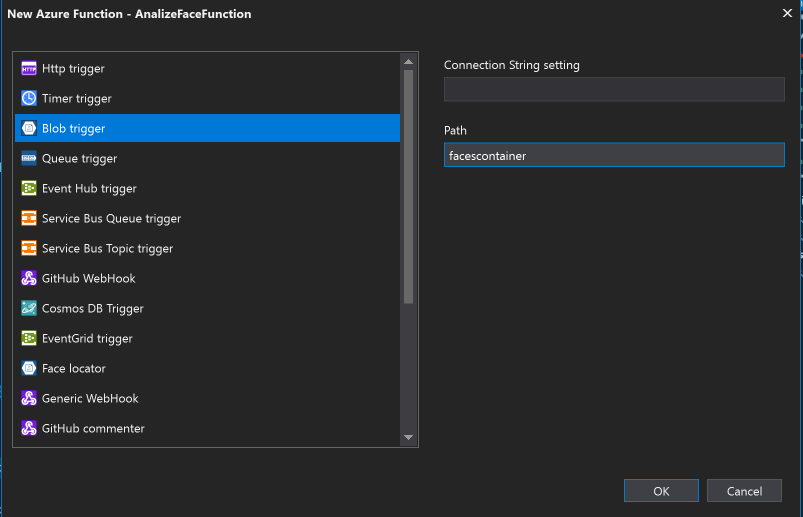 New Azure Function - AnalizeFaceFunction
Http trigger
Timer trigger
Blob trigger
Queue trigger
Event Hub trigger
Service Bus Queue trigger
Service Bus Topic trigger
GitHub WebHook
Cosmos DB Trigger
EventGrid trigger
Face locator
Generic WebHook
GitHub commenter
Connection String setting
Path
facescontainer
OK
Cancel